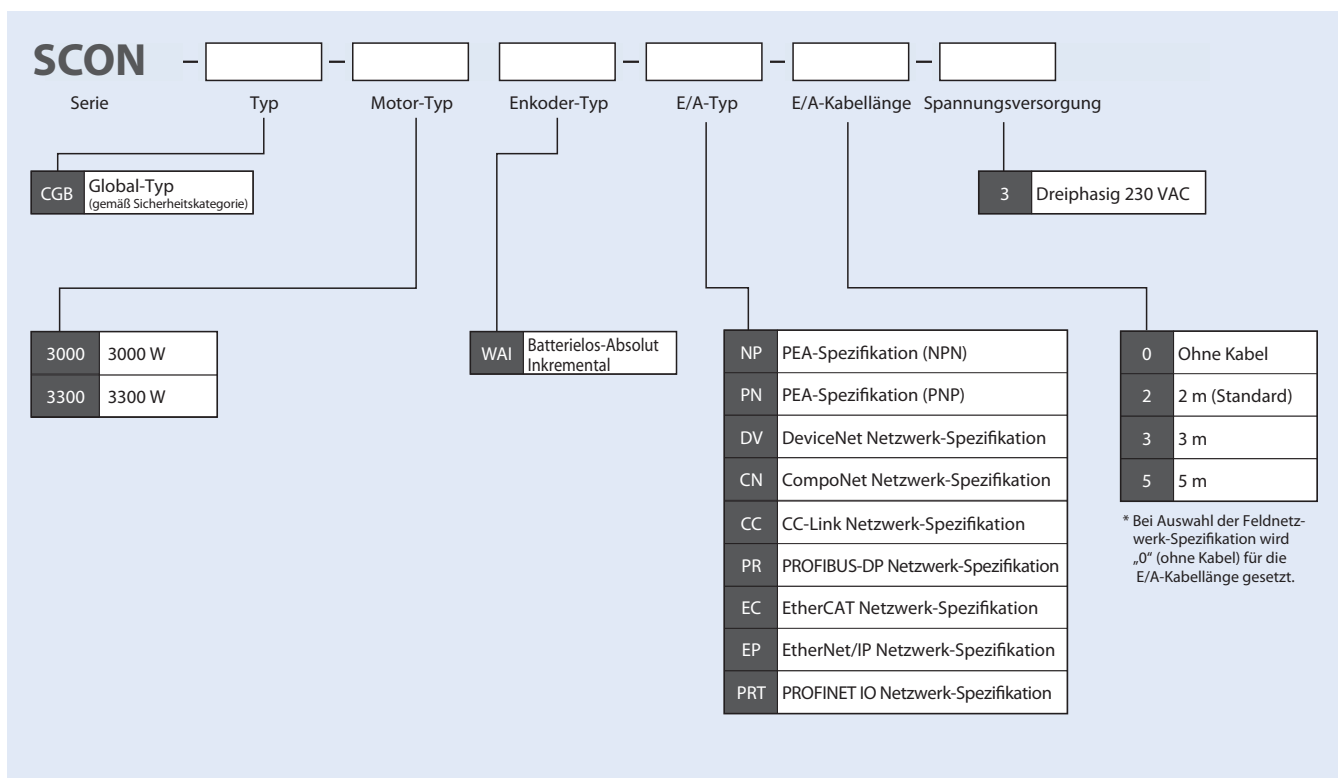 SCON - - - - -
Serie Typ Motor-Typ Enkoder-Typ E/A-Typ E/A-Kabellänge Spannungsversorgung
CGB Global-Typ
(gemäß Sicherheitskategorie)
3 Dreiphasig 230 VAC
3000 3000 W
3300 3300 W
WAI Batterielos-Absolut
Inkremental
NP PEA-Spezifikation (NPN)
PN PEA-Spezifikation (PNP)
DV DeviceNet Netzwerk-Spezifikation
CN CompoNet Netzwerk-Spezifikation
CC CC-Link Netzwerk-Spezifikation
PR PROFIBUS-DP Netzwerk-Spezifikation
EC EtherCAT Netzwerk-Spezifikation
EP EtherNet/IP Netzwerk-Spezifikation
PRT PROFINET IO Netzwerk-Spezifikation
0 Ohne Kabel
2 2 m (Standard)
3 3 m
5 5 m
* Bei Auswahl der Feldnetz-
werk-Spezifikation wird
„0“ (ohne Kabel) für die
E/A-Kabellänge gesetzt.